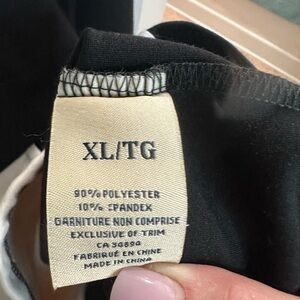 XL/TG
90% POLYESTER
10% SPANDEX
GARNITURE NON COMPRISE
EXCLUSIVE OF TRIM
CA 36894
FABRIQUÉ EN CHINE
MADE IN CHINA